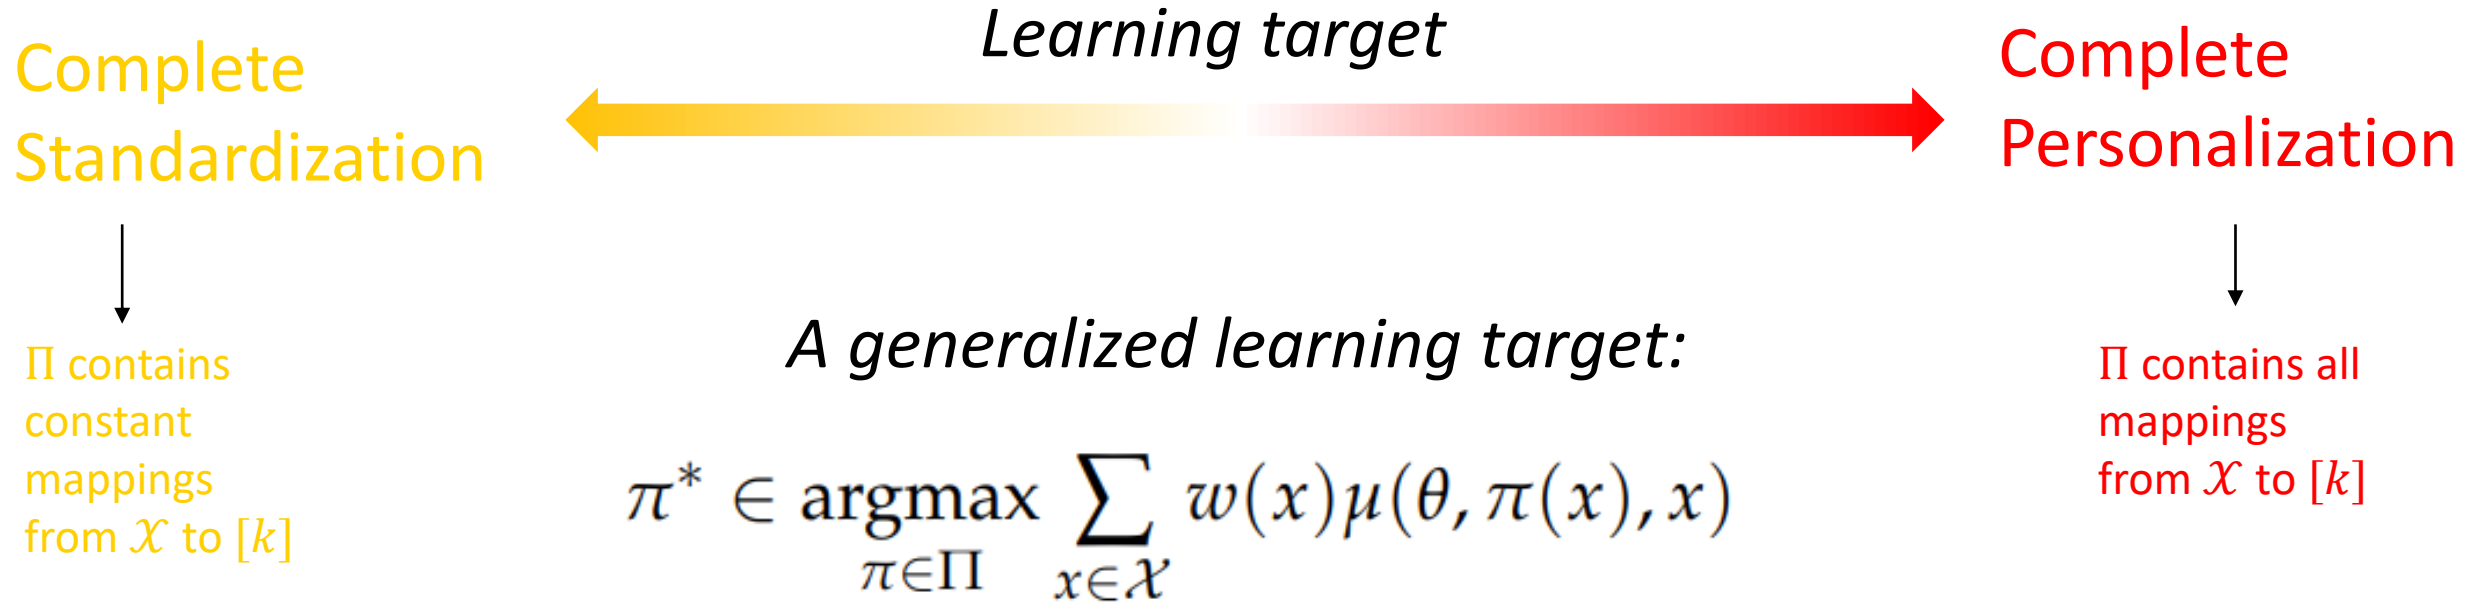 Learning target
Complete
Standardization
Complete
Personalization
Π contains
constant
mappings
from 𝒳 to [k]
A generalized learning target:
π* ∈ argmax ∑ w(x)μ(θ, π(x), x)
π∈Π x∈𝒳
Π contains all
mappings
from 𝒳 to [k]